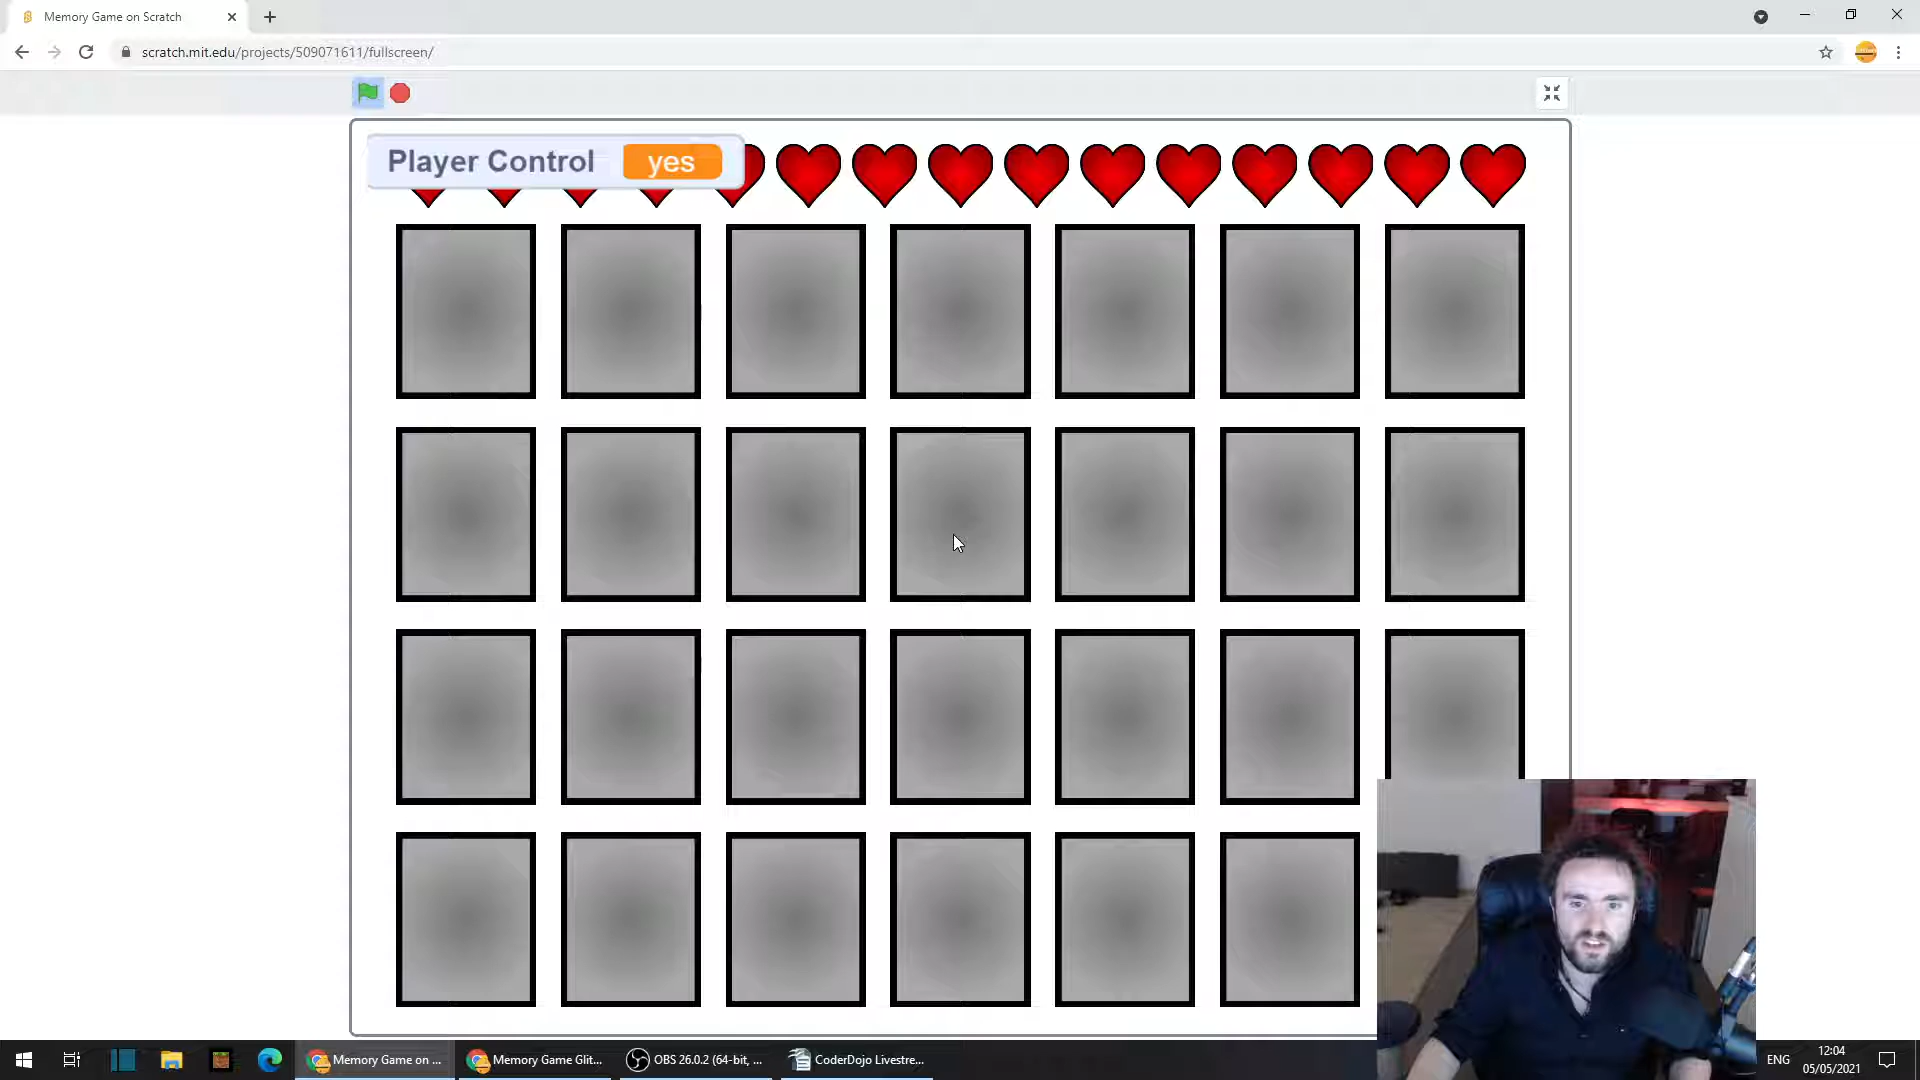 Memory Game on Scratch
scratch.mit.edu/projects/509071611/fullscreen/
Player Control yes
Memory Game on ...
Memory Game Glit...
OBS 26.0.2 (64-bit, ...
CoderDojo Livestre...
ENG
12:04
05/05/2021